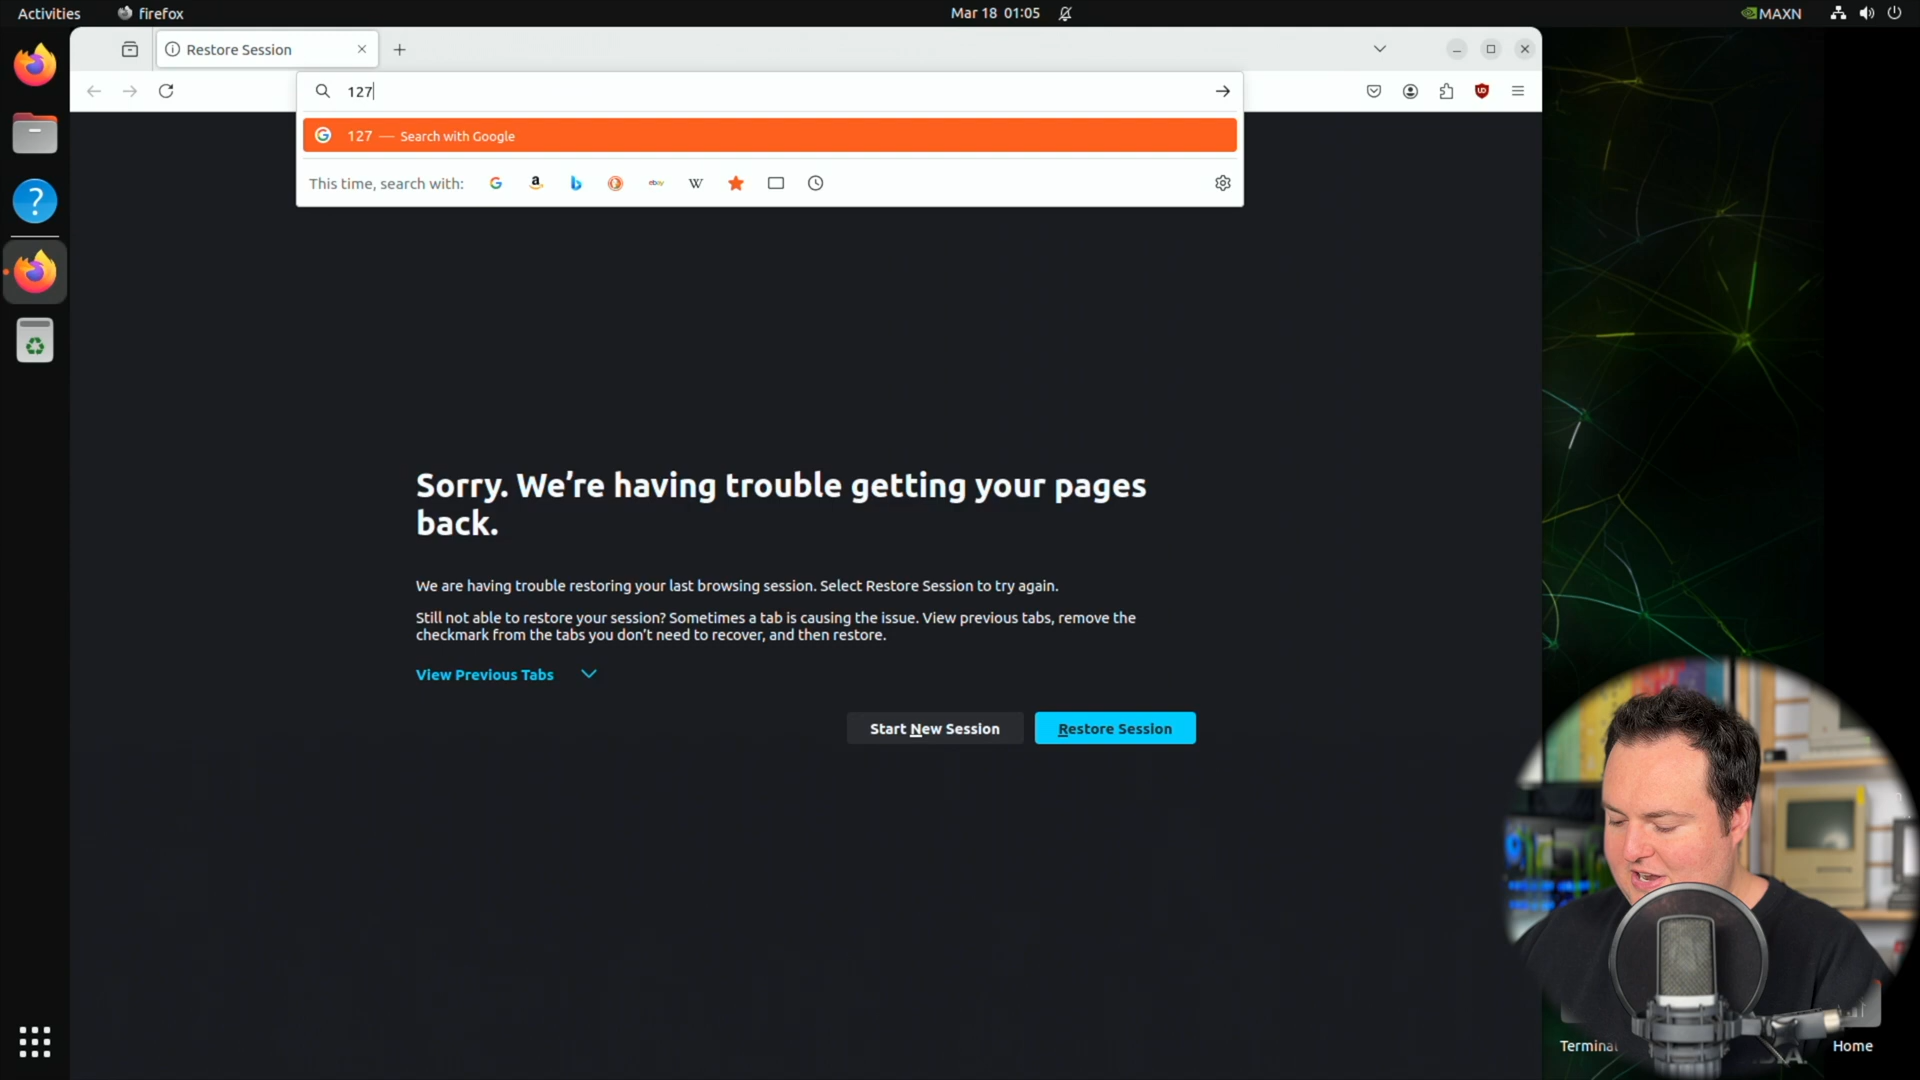 Activities
firefox
Mar 18 01:05
MAXN
Restore Session
127
127 — Search with Google
This time, search with:
a
b
ebay
W
Sorry. We're having trouble getting your pages
back.
We are having trouble restoring your last browsing session. Select Restore Session to try again.
Still not able to restore your session? Sometimes a tab is causing the issue. View previous tabs, remove the
checkmark from the tabs you don't need to recover, and then restore.
View Previous Tabs
Start New Session
Restore Session
Terminal
Home